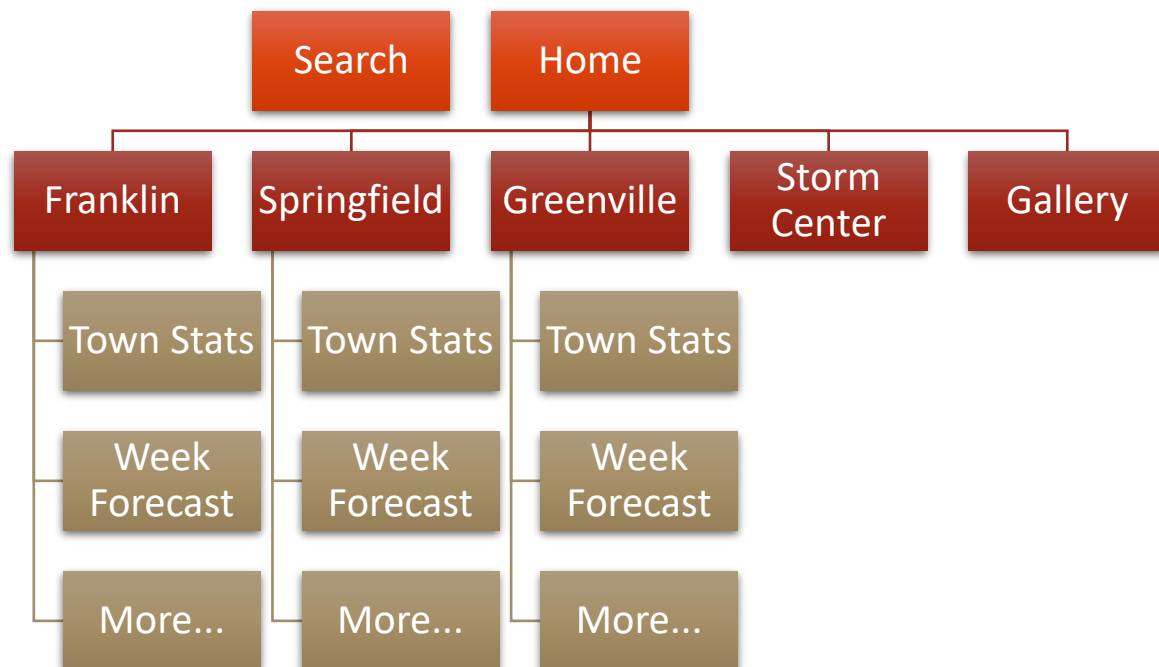 Search
Home
Franklin
Springfield
Greenville
Storm
Center
Gallery
Town Stats
Town Stats
Town Stats
Week
Forecast
Week
Forecast
Week
Forecast
More...
More...
More...